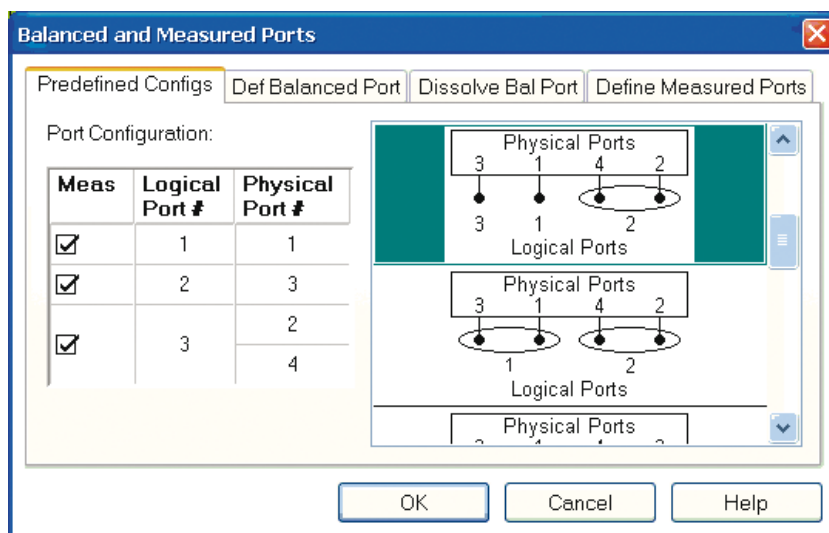 Balanced and Measured Ports
Predefined Configs Def Balanced Port Dissolve Bal Port Define Measured Ports
Port Configuration:
Meas Logical Port # Physical Port #
1 1
2 3
3 2
4
Physical Ports
3 1 4 2
3 1 2
Logical Ports
Physical Ports
3 1 4 2
1 2
Logical Ports
Physical Ports
OK Cancel Help